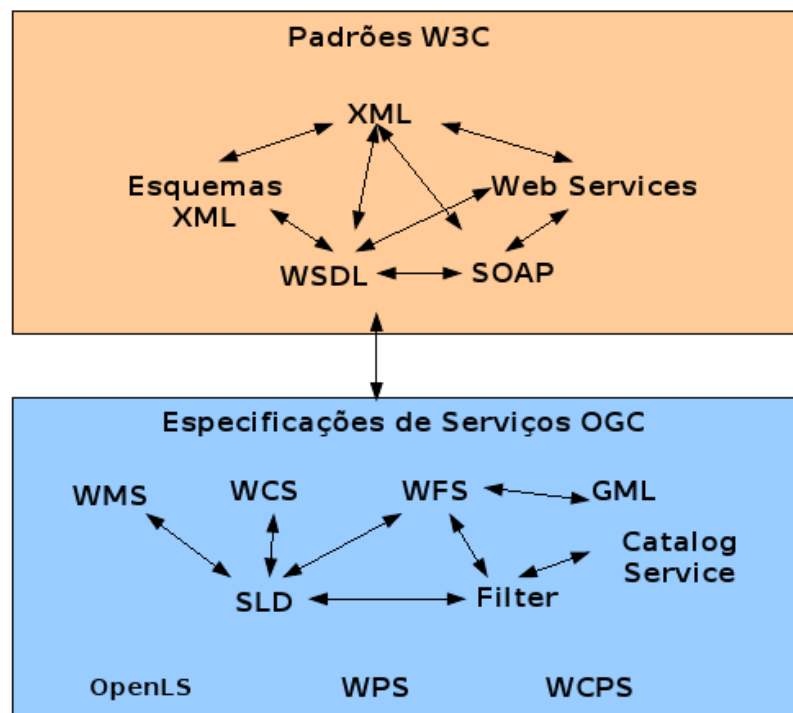 Padrões W3C
XML
Esquemas
XML
Web Services
WSDL
SOAP
Especificações de Serviços OGC
WMS
WCS
WFS
GML
Catalog
Service
SLD
Filter
OpenLS
WPS
WCPS